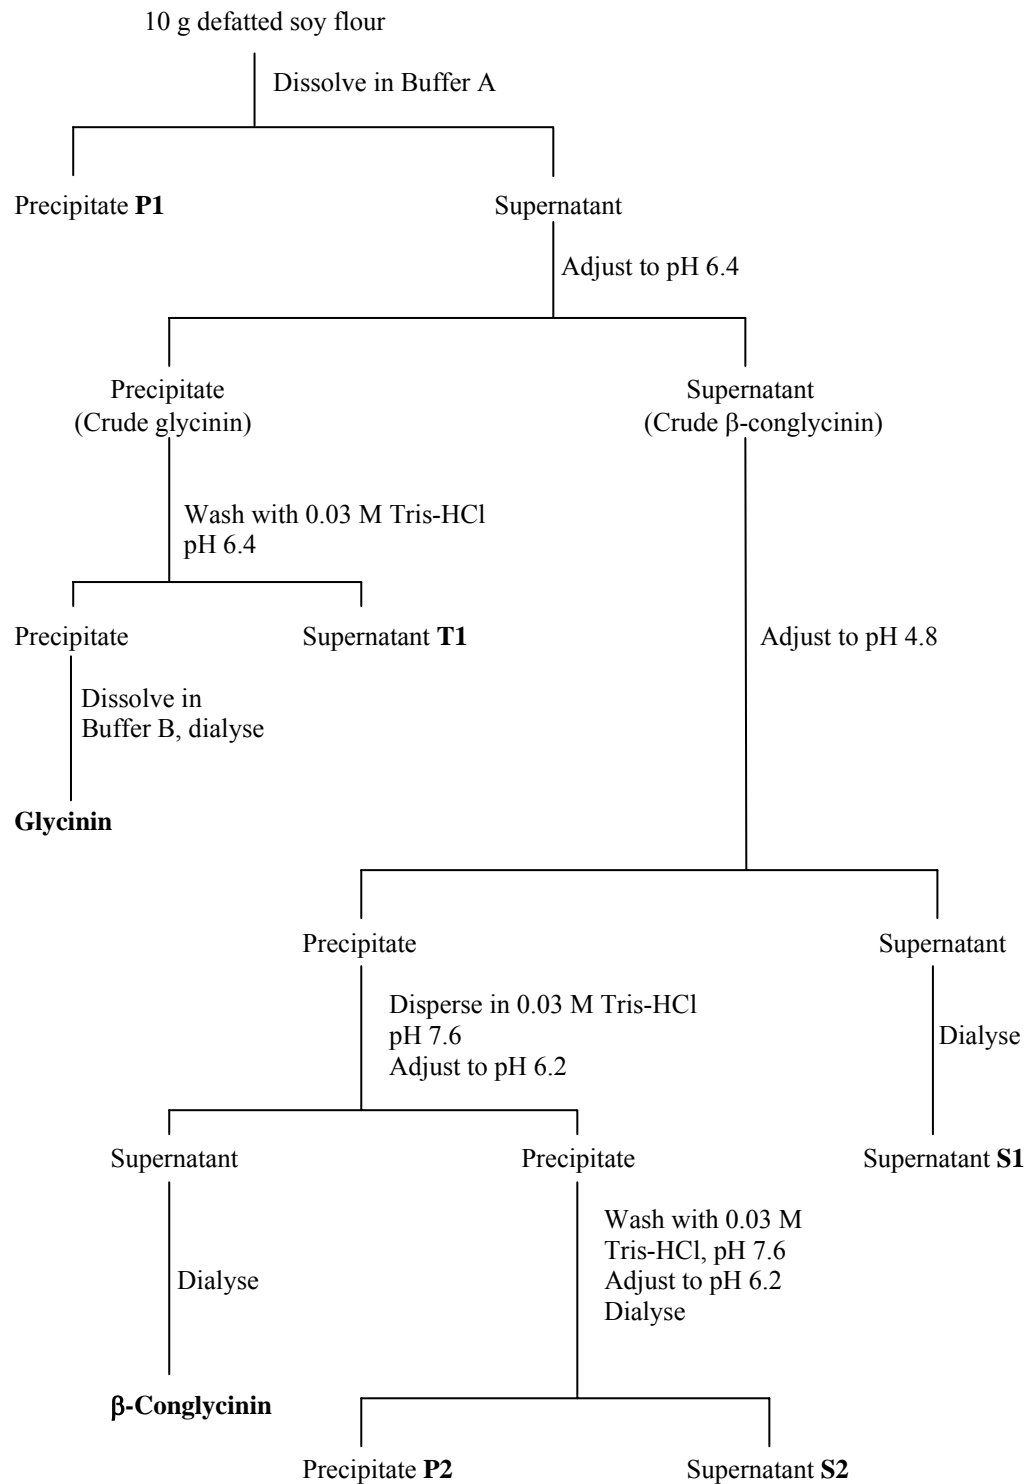 10 g defatted soy flour
Dissolve in Buffer A
Precipitate P1
Supernatant
Adjust to pH 6.4
Precipitate
(Crude glycinin)
Supernatant
(Crude β-conglycinin)
Wash with 0.03 M Tris-HCl
pH 6.4
Precipitate
Supernatant T1
Adjust to pH 4.8
Dissolve in
Buffer B, dialyse
Glycinin
Precipitate
Supernatant
Disperse in 0.03 M Tris-HCl
pH 7.6
Adjust to pH 6.2
Dialyse
Supernatant
Precipitate
Supernatant S1
Wash with 0.03 M
Tris-HCl, pH 7.6
Adjust to pH 6.2
Dialyse
Dialyse
β-Conglycinin
Precipitate P2
Supernatant S2